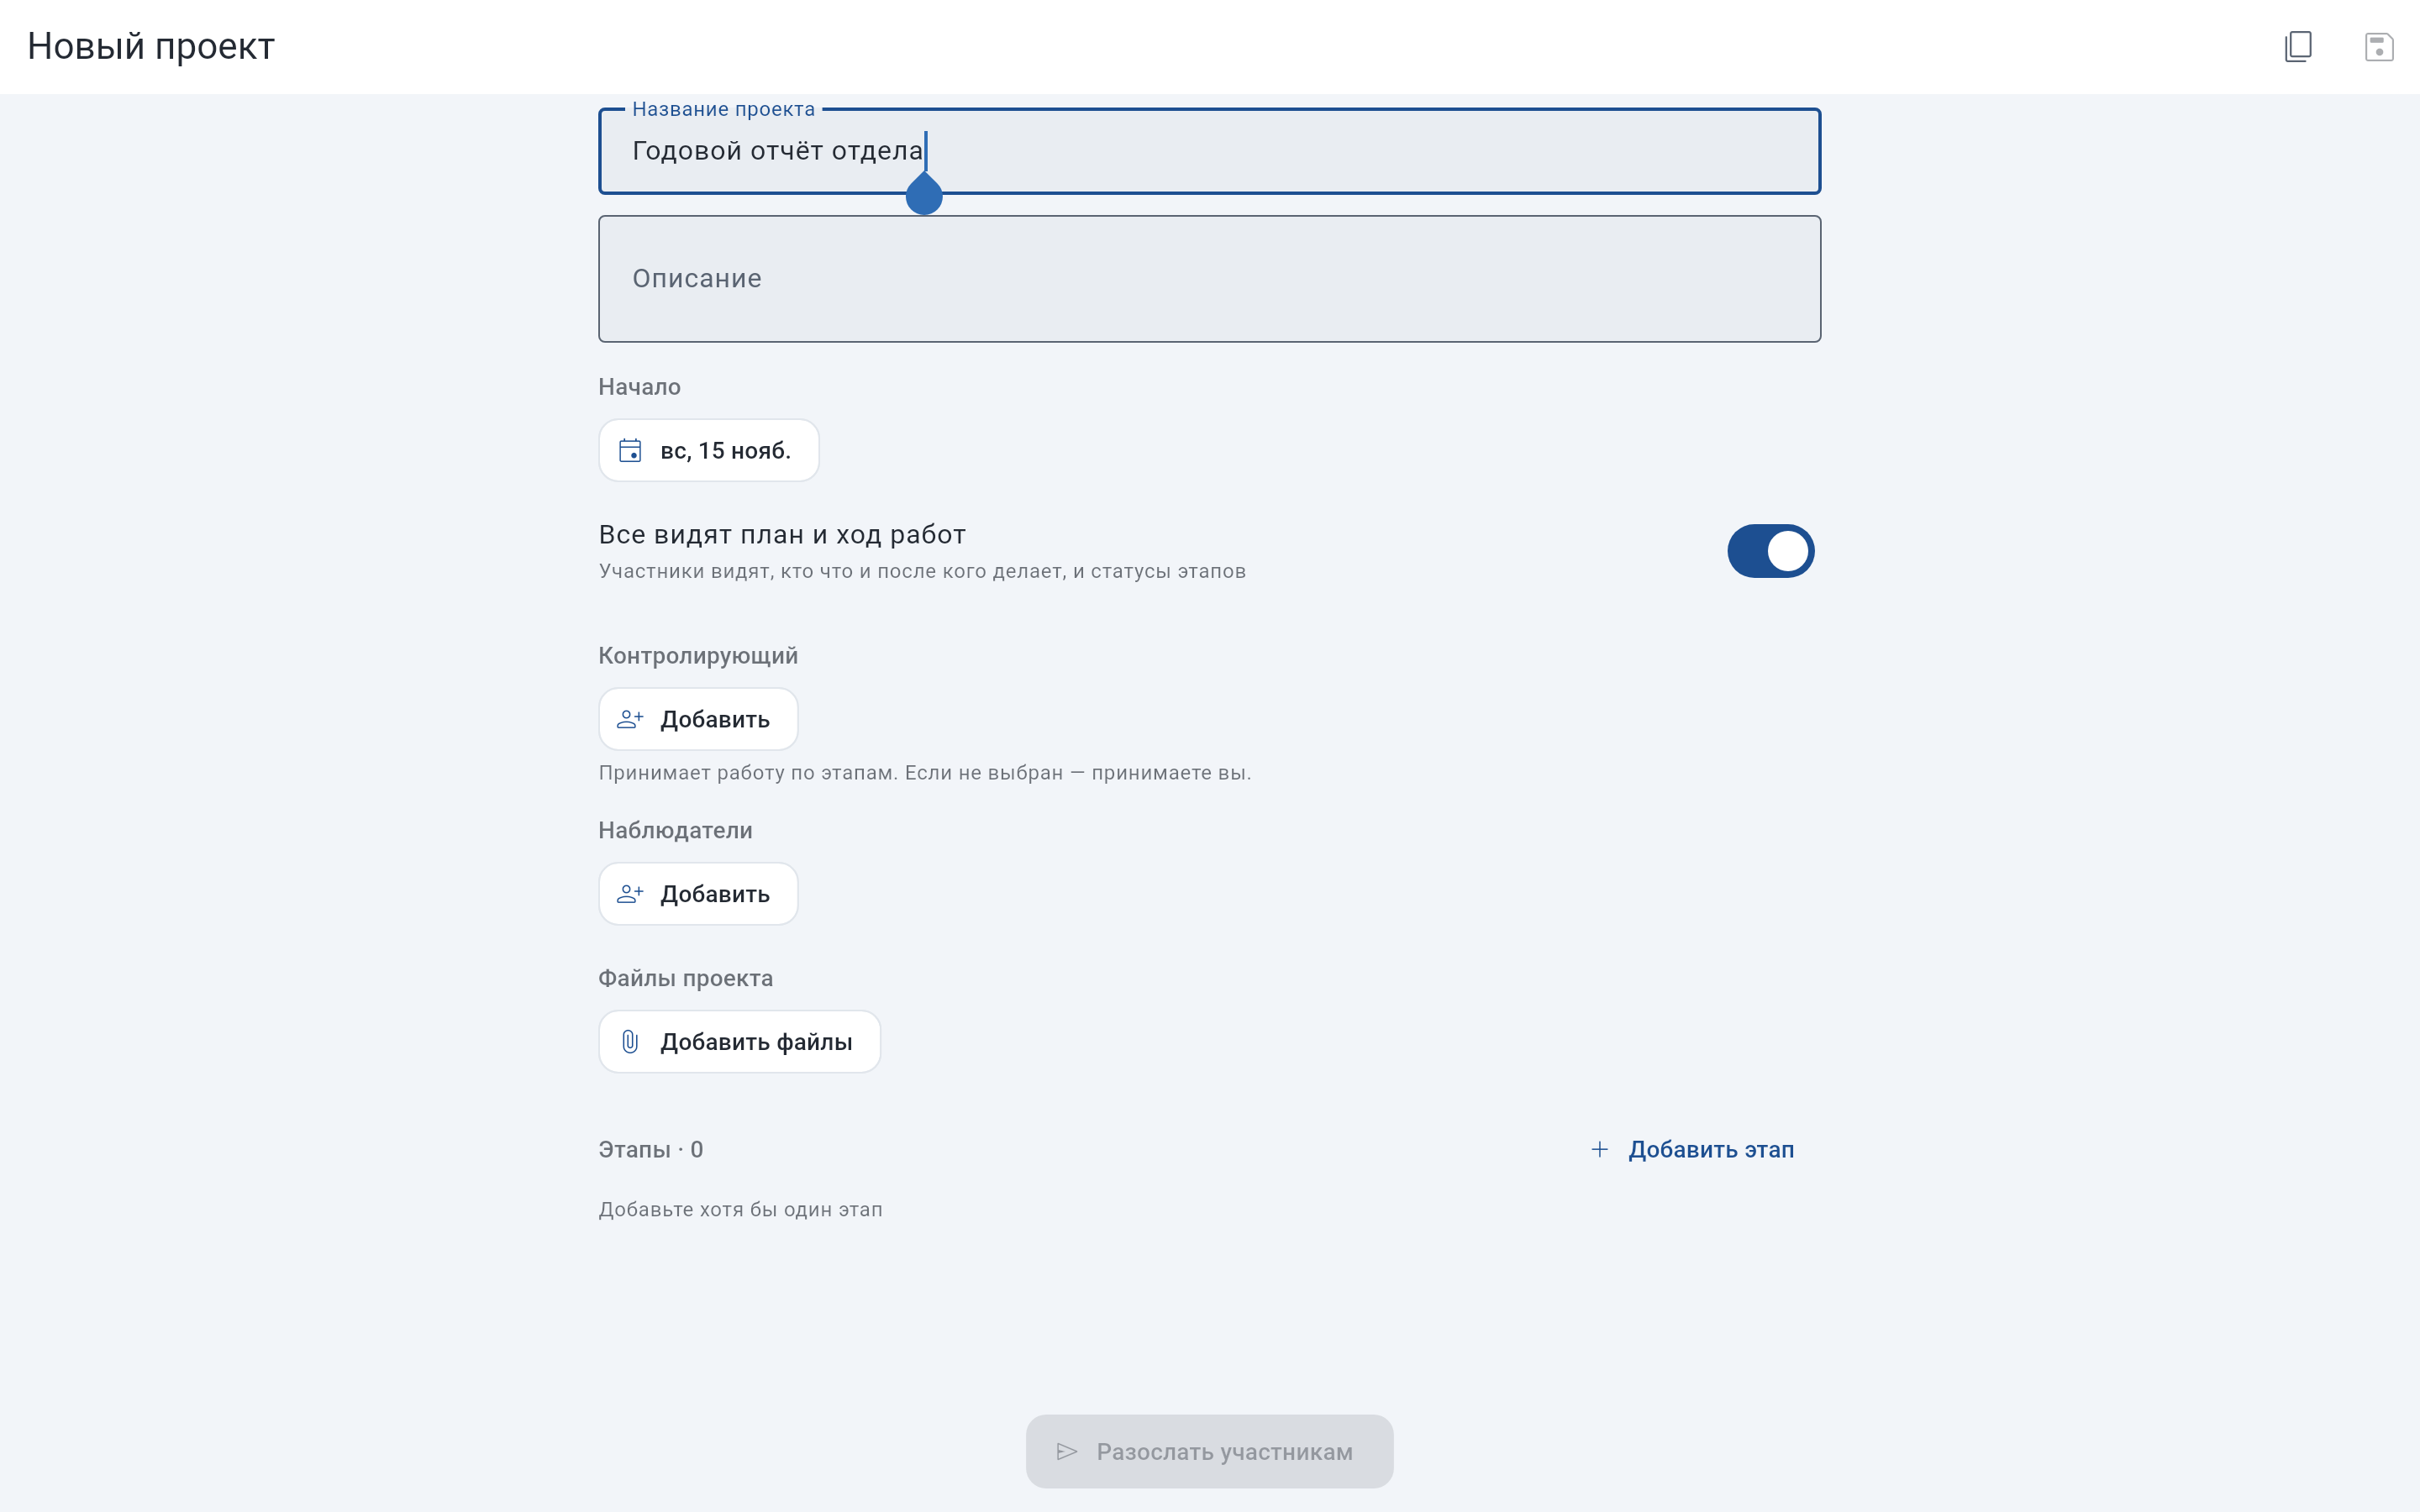 Новый проект
Название проекта
Годовой отчёт отдела
Описание
Начало
вс, 15 нояб.
Все видят план и ход работ
Участники видят, кто что и после кого делает, и статусы этапов
Контролирующий
Добавить
Принимает работу по этапам. Если не выбран — принимаете вы.
Наблюдатели
Добавить
Файлы проекта
Добавить файлы
Этапы · 0
Добавить этап
Добавьте хотя бы один этап
Разослать участникам